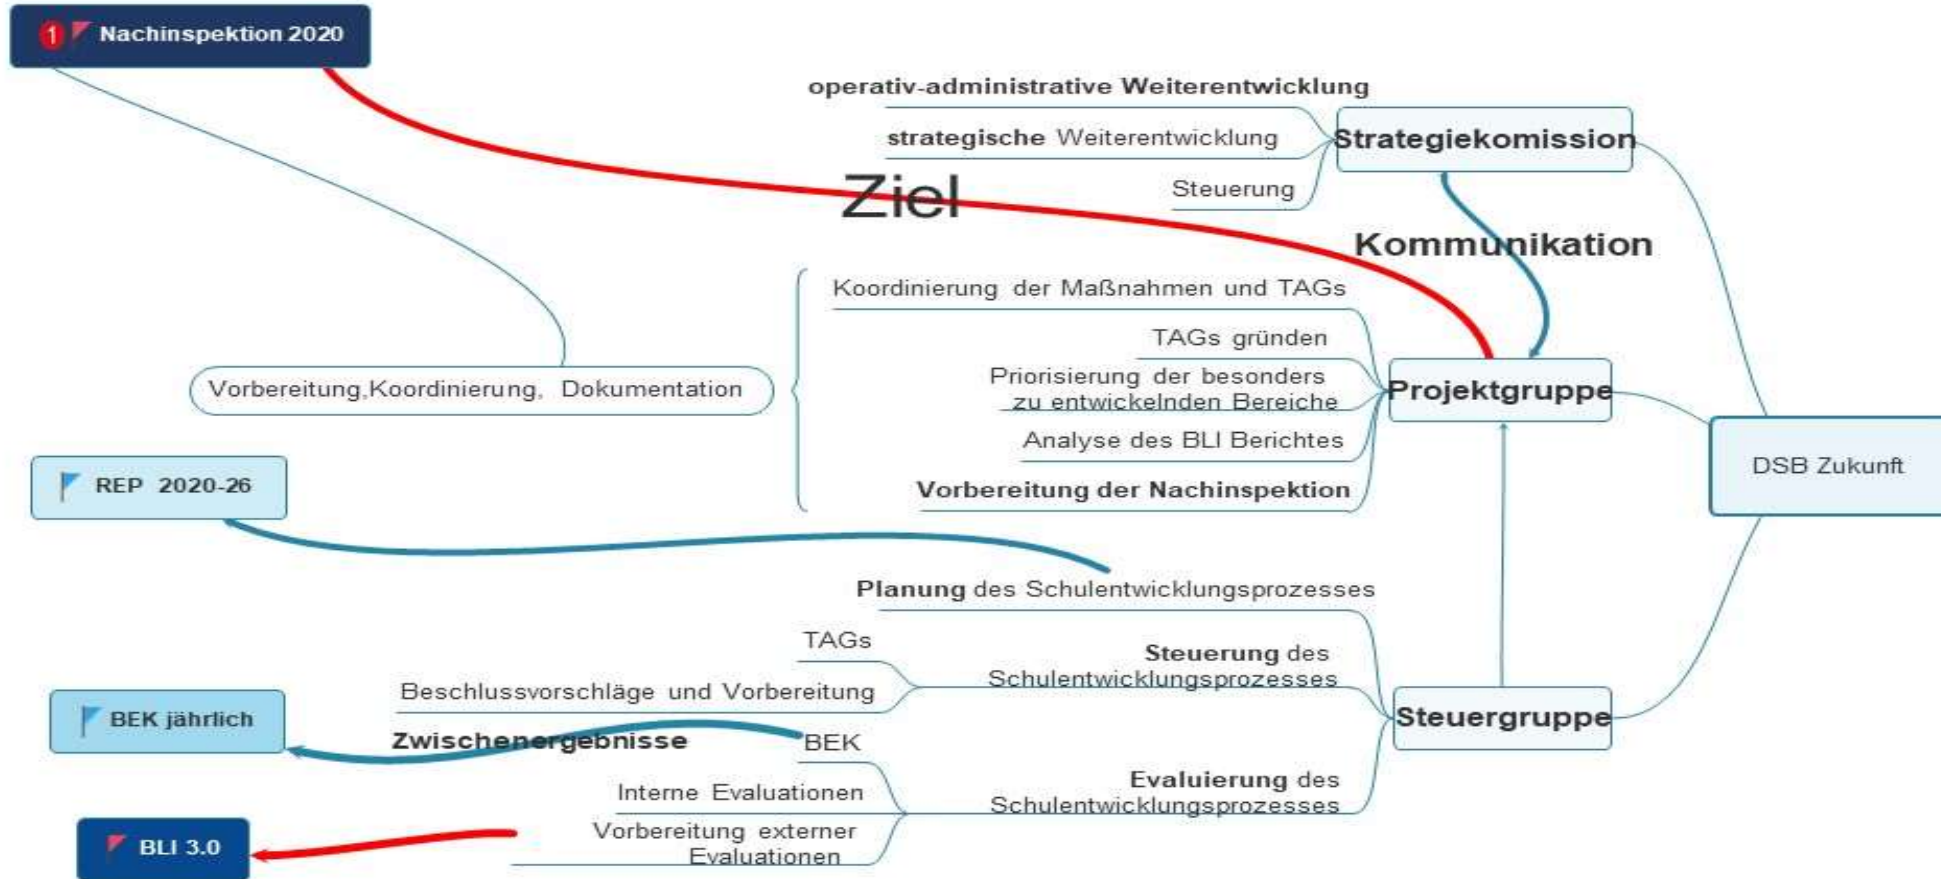 1 Nachinspektion 2020
operativ-administrative Weiterentwicklung
strategische Weiterentwicklung
Steuerung
Strategiekomission
Ziel
Kommunikation
Koordinierung der Maßnahmen und TAGs
TAGs gründen
Priorisierung der besonders
zu entwickelnden Bereiche
Analyse des BLI Berichtes
Vorbereitung der Nachinspektion
Projektgruppe
Vorbereitung,Koordinierung, Dokumentation
DSB Zukunft
REP 2020-26
Planung des Schulentwicklungsprozesses
TAGs
Beschlussvorschläge und Vorbereitung
Steuerung des
Schulentwicklungsprozesses
Steuergruppe
BEK jährlich
Zwischenergebnisse
BEK
Interne Evaluationen
Vorbereitung externer
Evaluationen
Evaluierung des
Schulentwicklungsprozesses
BLI 3.0